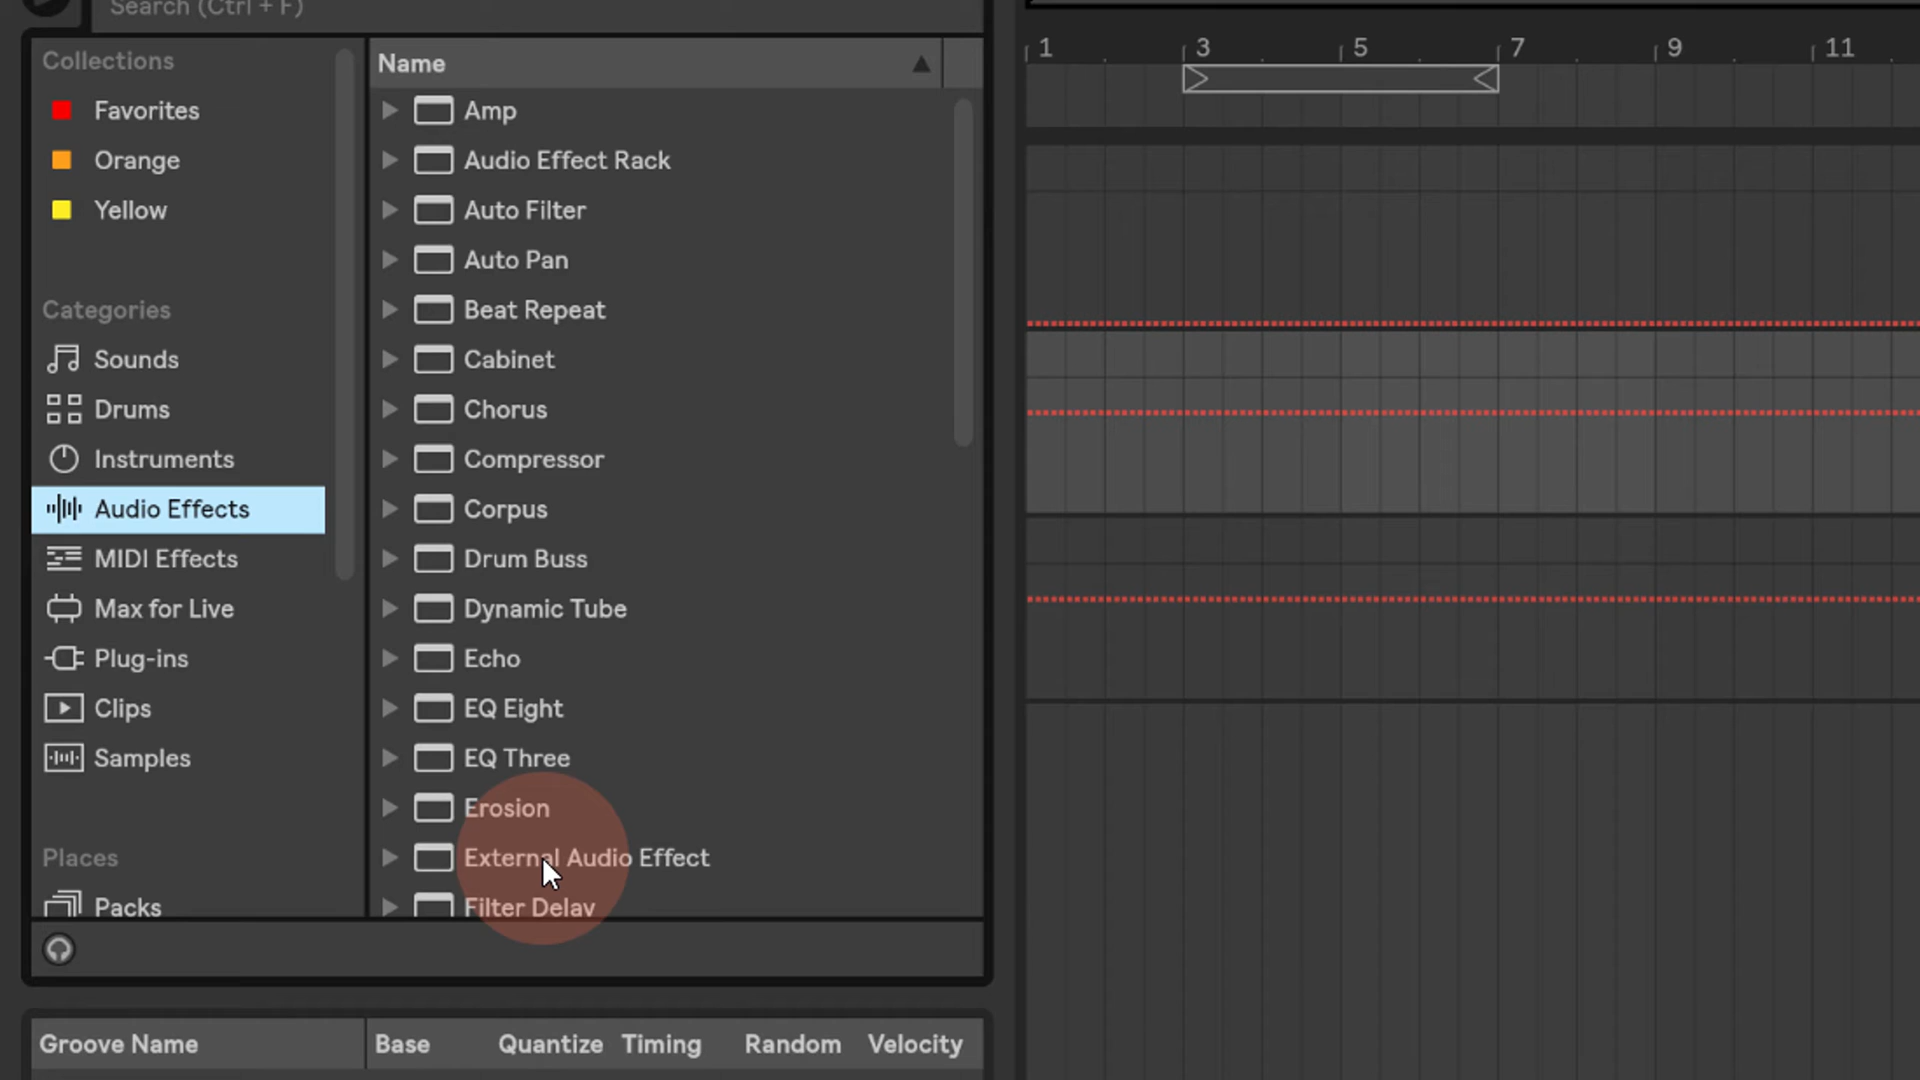 Search (Ctrl + F)
Collections
Favorites
Orange
Yellow
Categories
Sounds
Drums
Instruments
Audio Effects
MIDI Effects
Max for Live
Plug-ins
Clips
Samples
Places
Packs
Name
Amp
Audio Effect Rack
Auto Filter
Auto Pan
Beat Repeat
Cabinet
Chorus
Compressor
Corpus
Drum Buss
Dynamic Tube
Echo
EQ Eight
EQ Three
Erosion
External Audio Effect
Filter Delay
1 3 5 7 9 11
Groove Name Base Quantize Timing Random Velocity